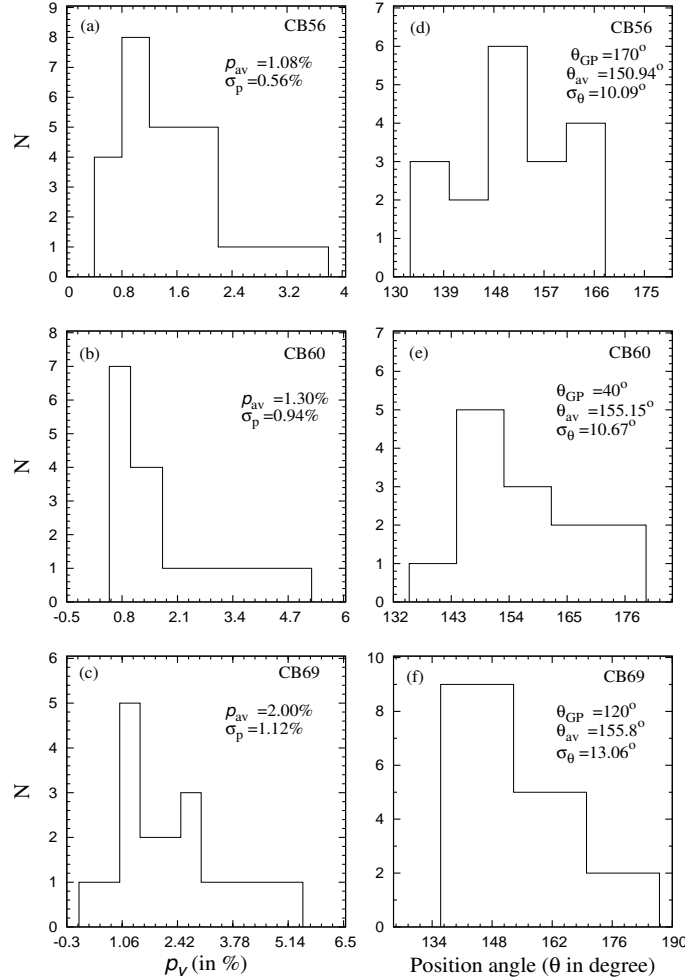 (a) CB56
p_av =1.08%
σ_p =0.56%
N
9
8
7
6
5
4
3
2
1
0
0 0.8 1.6 2.4 3.2 4
(d) CB56
θ_GP =170°
θ_av =150.94°
σ_θ =10.09°
7
6
5
4
3
2
1
0
130 139 148 157 166 175
(b) CB60
p_av =1.30%
σ_p =0.94%
N
8
7
6
5
4
3
2
1
0
-0.5 0.8 2.1 3.4 4.7 6
(e) CB60
θ_GP =40°
θ_av =155.15°
σ_θ =10.67°
7
6
5
4
3
2
1
0
132 143 154 165 176
(c) CB69
p_av =2.00%
σ_p =1.12%
N
6
5
4
3
2
1
0
-0.3 1.06 2.42 3.78 5.14 6.5
p_V (in %)
(f) CB69
θ_GP =120°
θ_av =155.8°
σ_θ =13.06°
10
8
6
4
2
0
134 148 162 176 190
Position angle (θ in degree)